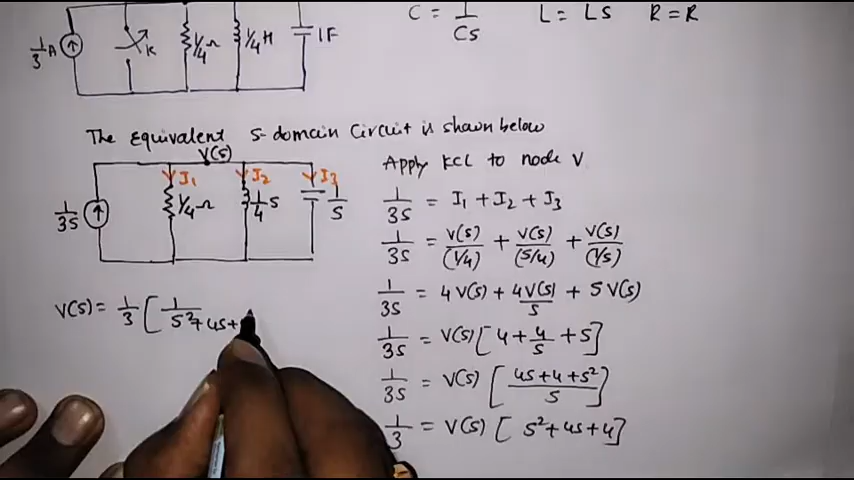 C = 1/Cs L = Ls R = R
1/3 A K 1/4 Ω 1/4 H 1F
The Equivalent S-domain Circuit is shown below
V(s)
Apply KCL to node V
I1 I2 I3
1/3s 1/4 Ω 1/4 s 1/s
1/3s = I1 + I2 + I3
1/3s = V(s)/(1/4) + V(s)/(s/4) + V(s)/(1/s)
V(s) = 1/3 [ 1/s²+4s+
1/3s = 4V(s) + 4V(s)/s + sV(s)
1/3s = V(s) [ 4 + 4/s + s ]
1/3s = V(s) [ 4s+4+s²/s ]
1/3 = V(s) [ s²+4s+4 ]